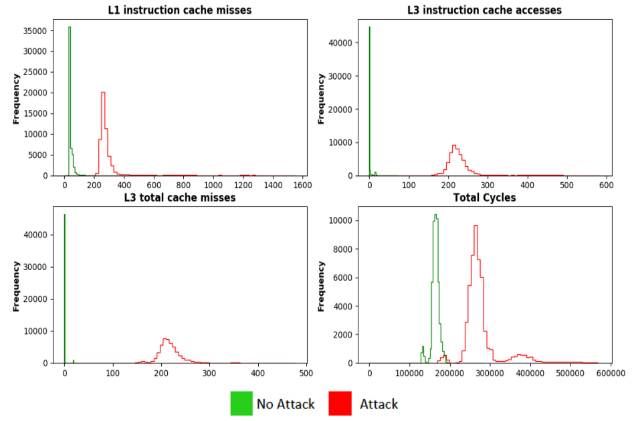 L1 instruction cache misses
Frequency
35000
30000
25000
20000
15000
10000
5000
0
0 200 400 600 800 1000 1200 1400 1600
L3 instruction cache accesses
Frequency
40000
30000
20000
10000
0
0 100 200 300 400 500 600
L3 total cache misses
Frequency
40000
30000
20000
10000
0
0 100 200 300 400 500
Total Cycles
Frequency
10000
8000
6000
4000
2000
0
0 100000 200000 300000 400000 500000 600000
No Attack Attack